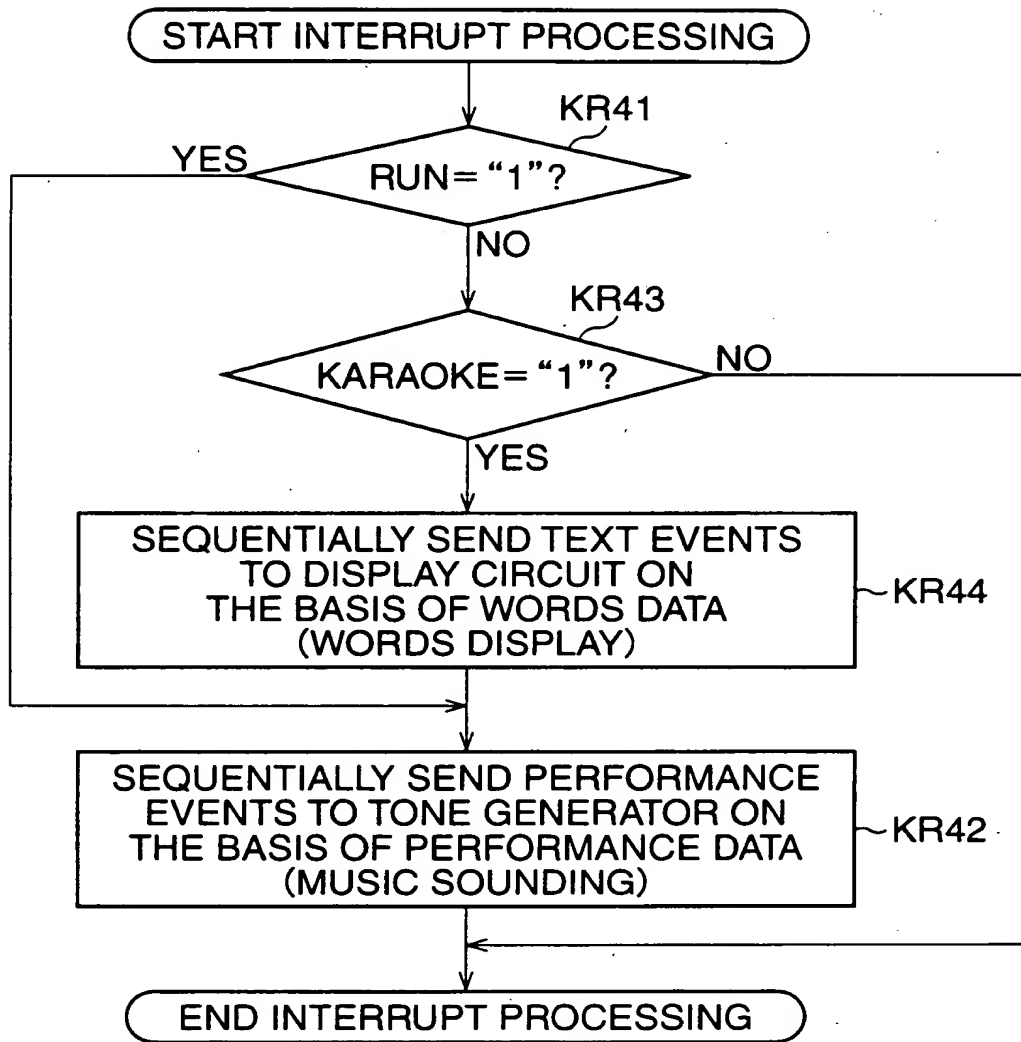 START INTERRUPT PROCESSING
KR41
YES
RUN= “1”?
NO
KR43
KARAOKE= “1”?
NO
YES
SEQUENTIALLY SEND TEXT EVENTS
TO DISPLAY CIRCUIT ON
THE BASIS OF WORDS DATA
(WORDS DISPLAY)
KR44
SEQUENTIALLY SEND PERFORMANCE
EVENTS TO TONE GENERATOR ON
THE BASIS OF PERFORMANCE DATA
(MUSIC SOUNDING)
KR42
END INTERRUPT PROCESSING